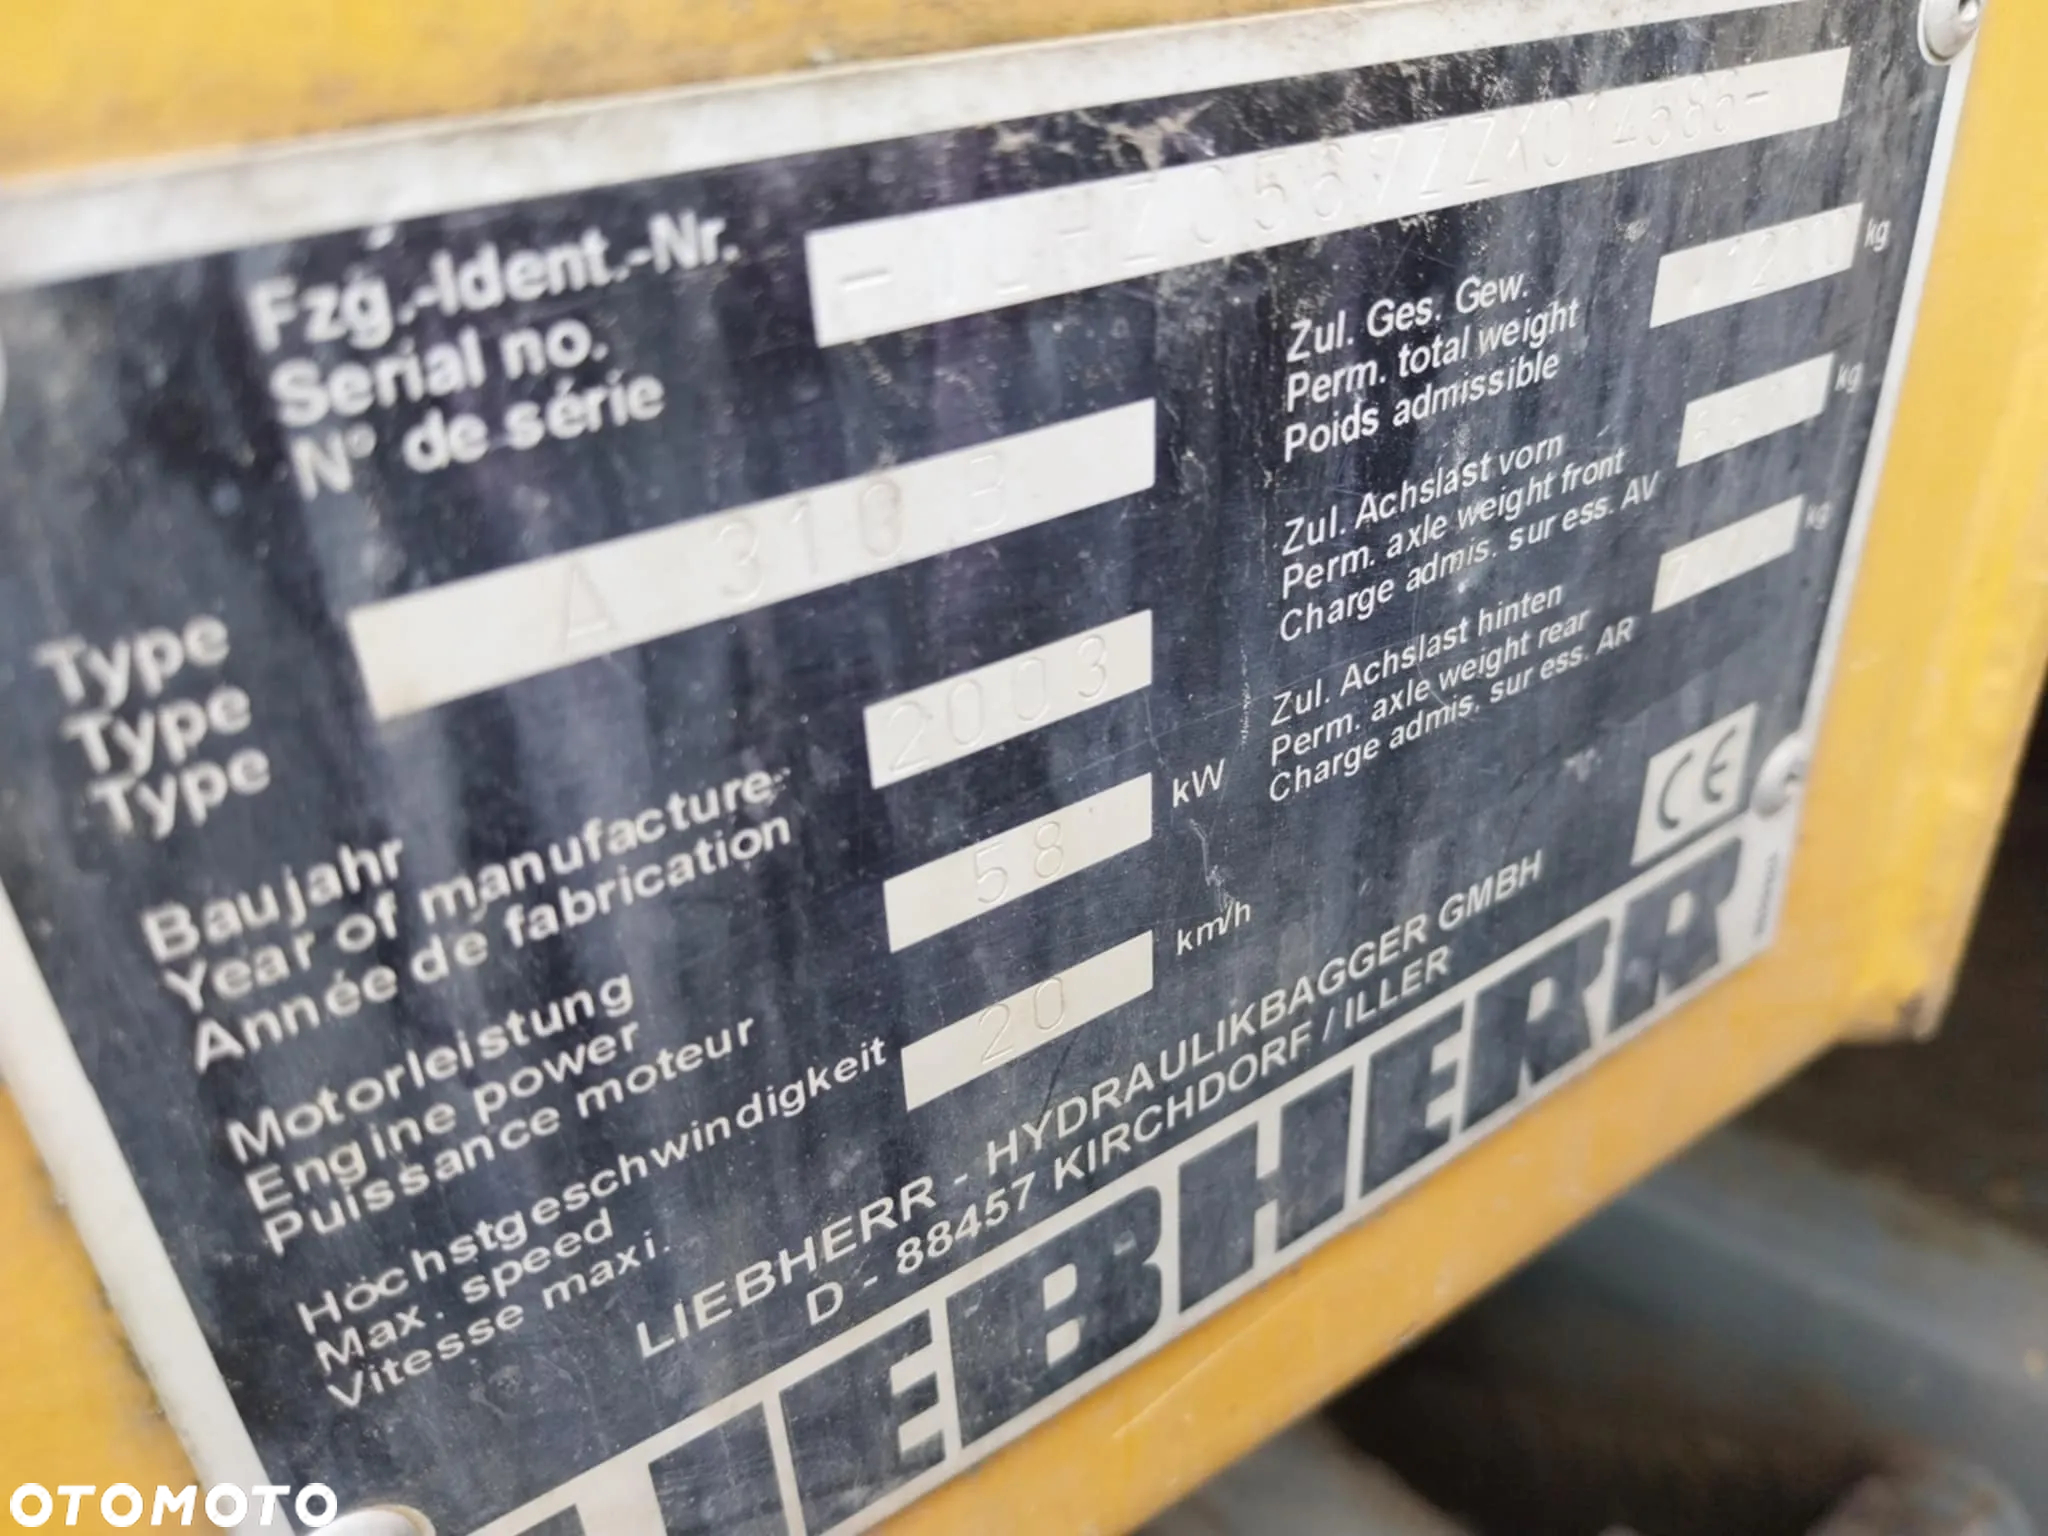 Fzg.-Ident.-Nr.
Serial no.
N° de série
Type
Type
Type
A 310 B
Baujahr
Year of manufacture
Année de fabrication
2003
Motorleistung
Engine power
Puissance moteur
58 kW
Höchstgeschwindigkeit
Max. speed
Vitesse maxi.
20 km/h
Zul. Ges. Gew.
Perm. total weight
Poids admissible
kg
Zul. Achslast vorn
Perm. axle weight front
Charge admis. sur ess. AV
kg
Zul. Achslast hinten
Perm. axle weight rear
Charge admis. sur ess. AR
kg
CE
LIEBHERR - HYDRAULIKBAGGER GMBH
D - 88457 KIRCHDORF / ILLER
LIEBHERR
OTOMOTO